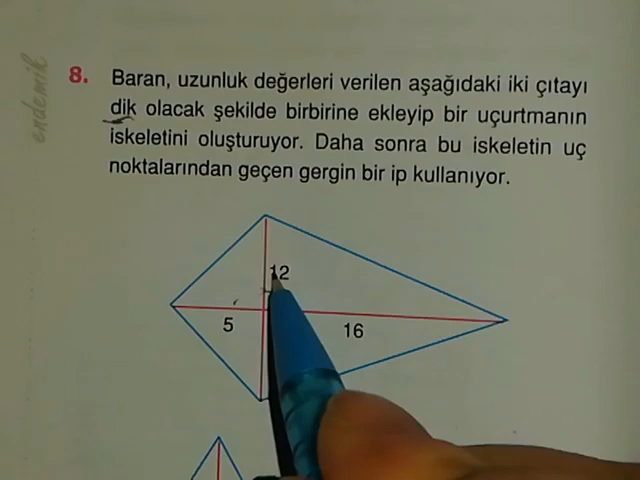 endemik
8. Baran, uzunluk değerleri verilen aşağıdaki iki çıtayı
dik olacak şekilde birbirine ekleyip bir uçurtmanın
iskeletini oluşturuyor. Daha sonra bu iskeletin uç
noktalarından geçen gergin bir ip kullanıyor.
12
5
16